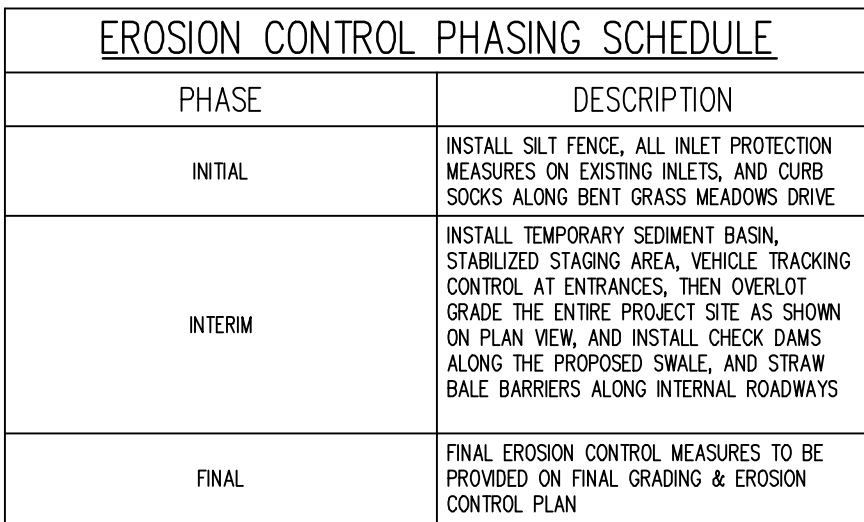 EROSION CONTROL PHASING SCHEDULE
PHASE
DESCRIPTION
INITIAL
INSTALL SILT FENCE, ALL INLET PROTECTION
MEASURES ON EXISTING INLETS, AND CURB
SOCKS ALONG BENT GRASS MEADOWS DRIVE
INTERIM
INSTALL TEMPORARY SEDIMENT BASIN,
STABILIZED STAGING AREA, VEHICLE TRACKING
CONTROL AT ENTRANCES, THEN OVERLOT
GRADE THE ENTIRE PROJECT SITE AS SHOWN
ON PLAN VIEW, AND INSTALL CHECK DAMS
ALONG THE PROPOSED SWALE, AND STRAW
BALE BARRIERS ALONG INTERNAL ROADWAYS
FINAL
FINAL EROSION CONTROL MEASURES TO BE
PROVIDED ON FINAL GRADING & EROSION
CONTROL PLAN